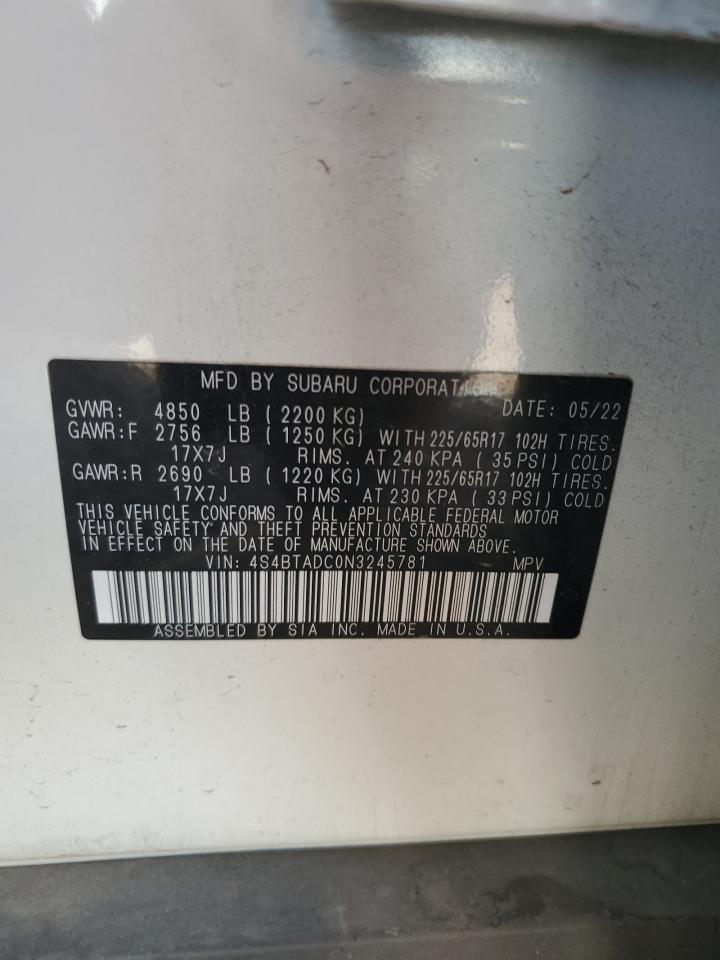 MFD BY SUBARU CORPORATION
DATE: 05/22
GVWR: 4850 LB ( 2200 KG)
GAWR:F 2756 LB ( 1250 KG) WITH 225/65R17 102H TIRES.
17X7J RIMS. AT 240 KPA ( 35 PSI) COLD
GAWR:R 2690 LB ( 1220 KG) WITH 225/65R17 102H TIRES.
17X7J RIMS. AT 230 KPA ( 33 PSI) COLD
THIS VEHICLE CONFORMS TO ALL APPLICABLE FEDERAL MOTOR
VEHICLE SAFETY AND THEFT PREVENTION STANDARDS
IN EFFECT ON THE DATE OF MANUFACTURE SHOWN ABOVE.
VIN: 4S4BTADC0N3245781 MPV
ASSEMBLED BY SIA INC. MADE IN U.S.A.